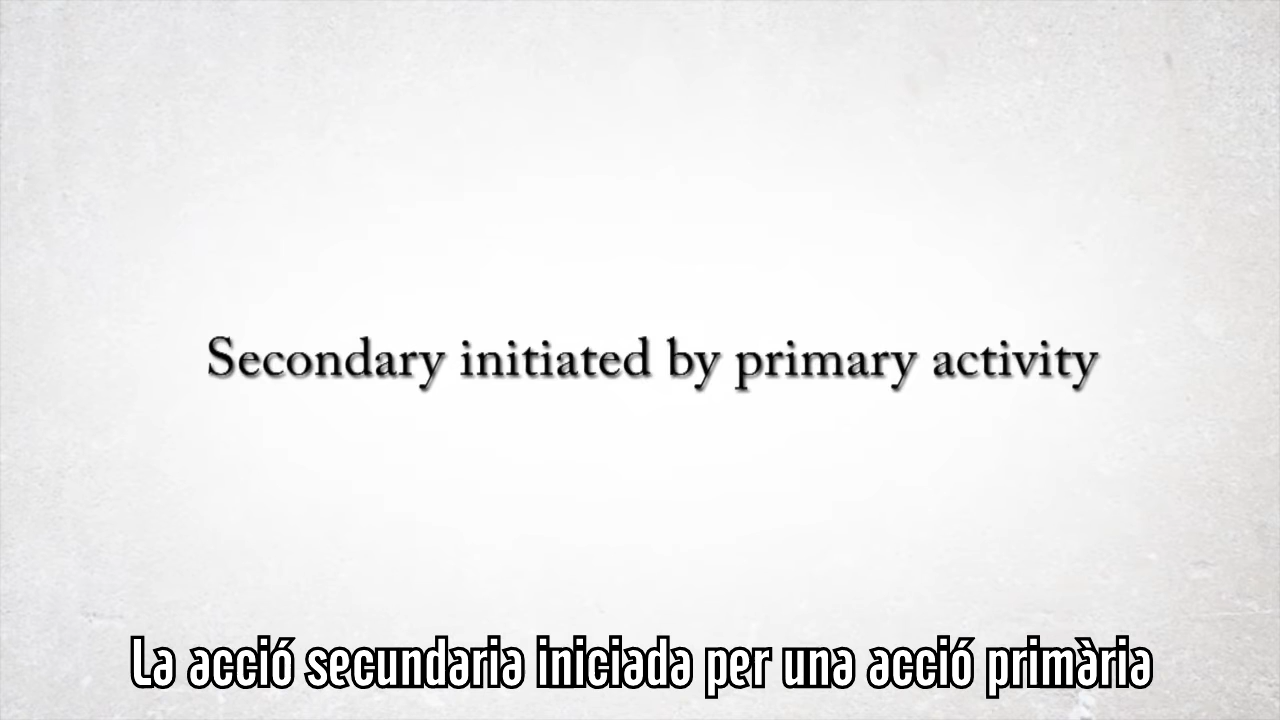 Secondary initiated by primary activity
La acció secundaria iniciada per una acció primària